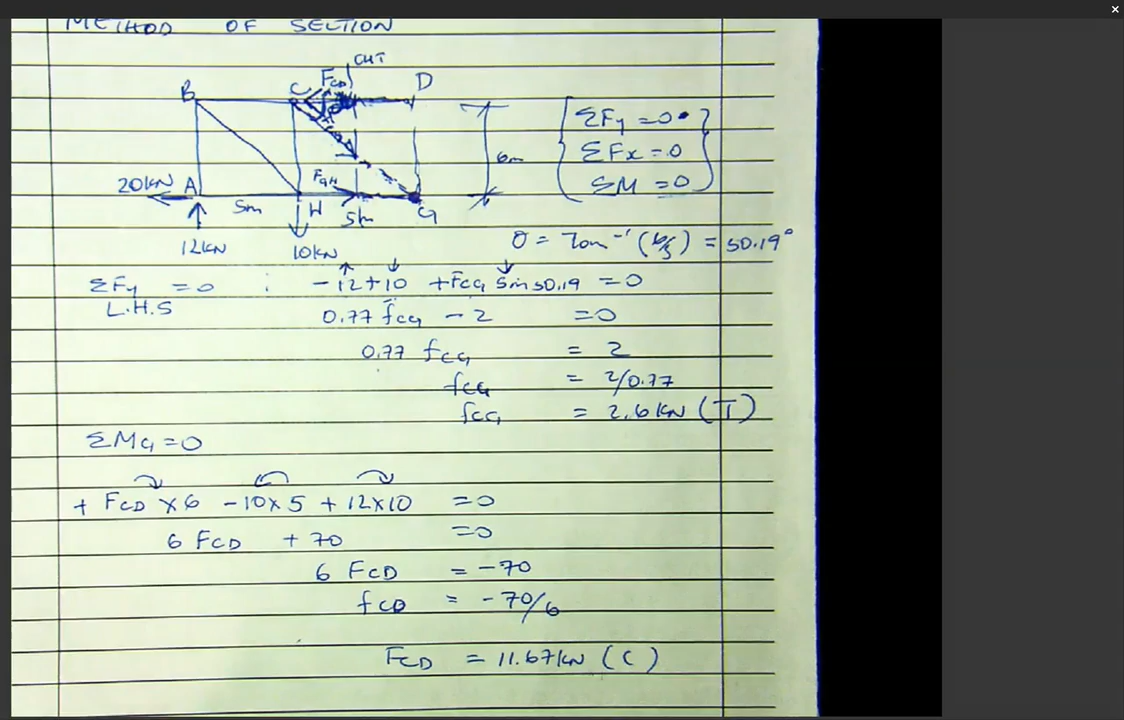 METHOD OF SECTION
CUT
B C FCD D
6m
ΣFy = 0
ΣFx = 0
ΣM = 0
20KN A 5m H FGH 5m G
12KN 10KN
θ = Tan⁻¹ (6/5) = 50.19°
ΣFy = 0 : -12 + 10 + FCG Sin 50.19 = 0
L.H.S 0.77 fCG - 2 = 0
0.77 fCG = 2
fCG = 2/0.77
fCG = 2.6 KN (T)
ΣMG = 0
+ FCD × 6 - 10×5 + 12×10 = 0
6 FCD + 70 = 0
6 FCD = -70
fCD = -70/6
FCD = 11.67KN (C)